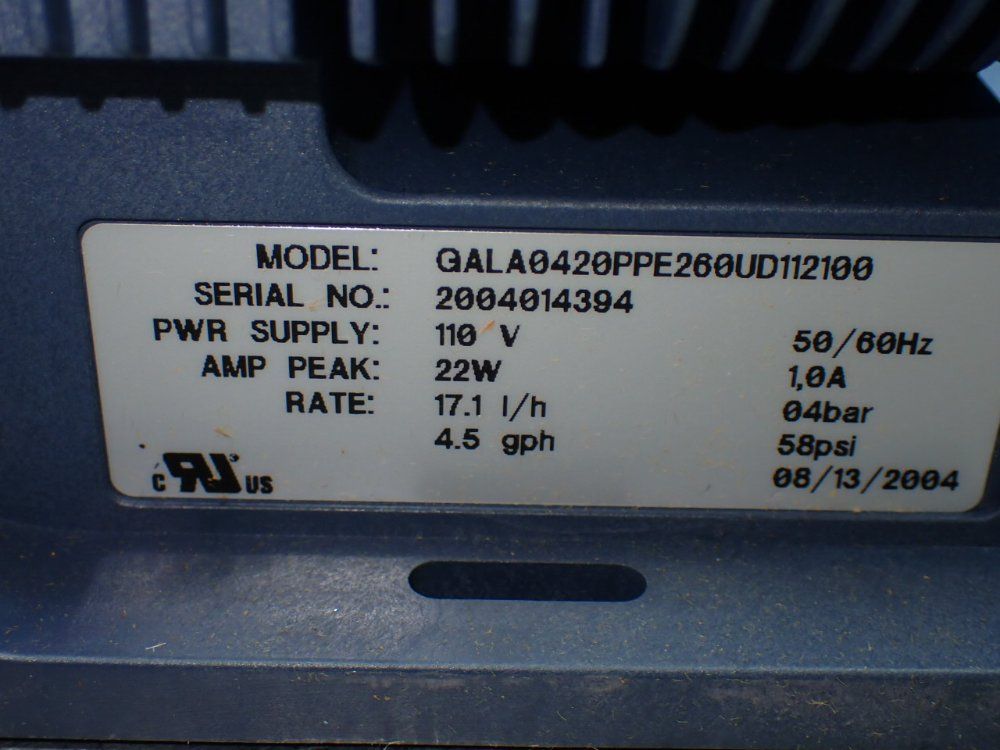 MODEL: GALA0420PPE260UD112100
SERIAL NO.: 2004014394
PWR SUPPLY: 110 V 50/60Hz
AMP PEAK: 22W 1,0A
RATE: 17.1 l/h 04bar
4.5 gph 58psi
c RU US 08/13/2004